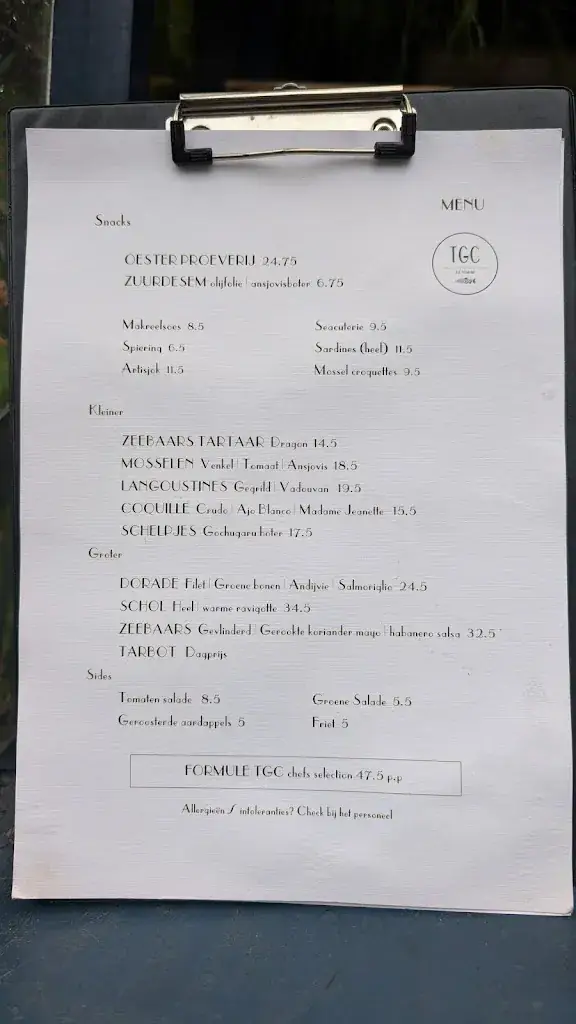 MENU
Snacks
TGC
OESTER PROEVERIJ 24.75
ZUURDESEM olijfolie | ansjovisboter 6.75
Makreelsoes 8.5 Seacuterie 9.5
Spiering 6.5 Sardines (heel) 11.5
Artisjok 11.5 Mossel croquettes 9.5
Kleiner
ZEEBAARS TARTAAR Dragon 14.5
MOSSELEN Venkel | Tomaat | Ansjovis 18.5
LANGOUSTINES Gegrild | Vadouvan 19.5
COQUILLE Crudo | Ajo Blanco | Madame Jeanette 15.5
SCHELPJES Gochugaru boter 17.5
Groter
DORADE Filet | Groene bonen | Andijvie | Salmoriglio 24.5
SCHOL Heel | warme ravigotte 34.5
ZEEBAARS Gevlinderd | Gerookte koriander mayo | habanero salsa 32.5
TARBOT Dagprijs
Sides
Tomaten salade 8.5 Groene Salade 5.5
Geroosterde aardappels 5 Friet 5
FORMULE TGC chefs selection 47.5 p.p
Allergieën / intoleranties? Check bij het personeel